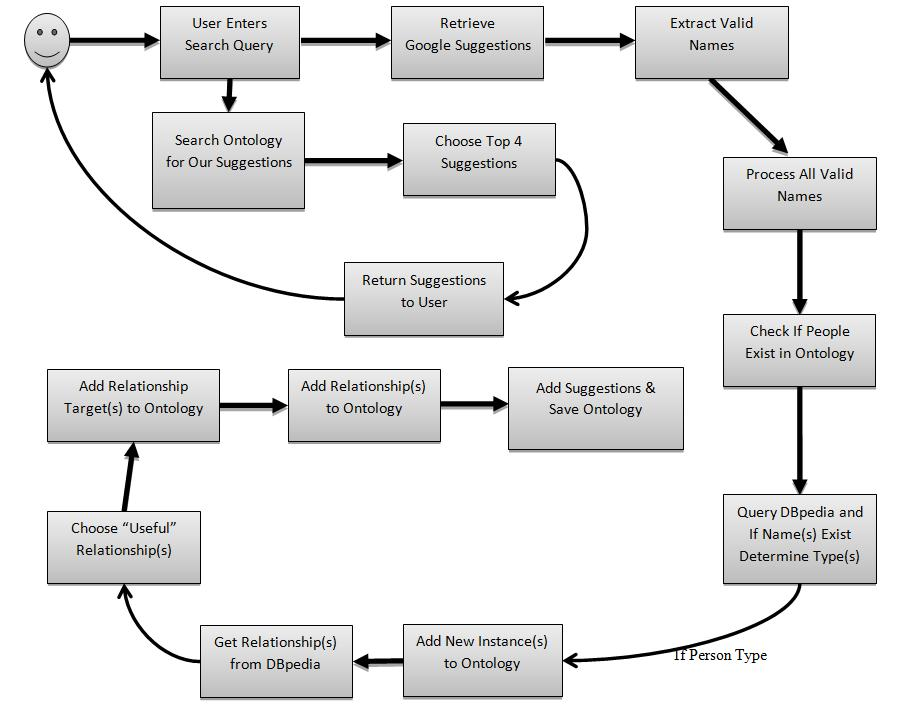 User Enters
Search Query
Retrieve
Google Suggestions
Extract Valid
Names
Search Ontology
for Our Suggestions
Choose Top 4
Suggestions
Process All Valid
Names
Return Suggestions
to User
Check If People
Exist in Ontology
Add Relationship
Target(s) to Ontology
Add Relationship(s)
to Ontology
Add Suggestions &
Save Ontology
Query DBpedia and
If Name(s) Exist
Determine Type(s)
Choose “Useful”
Relationship(s)
Get Relationship(s)
from DBpedia
Add New Instance(s)
to Ontology
If Person Type